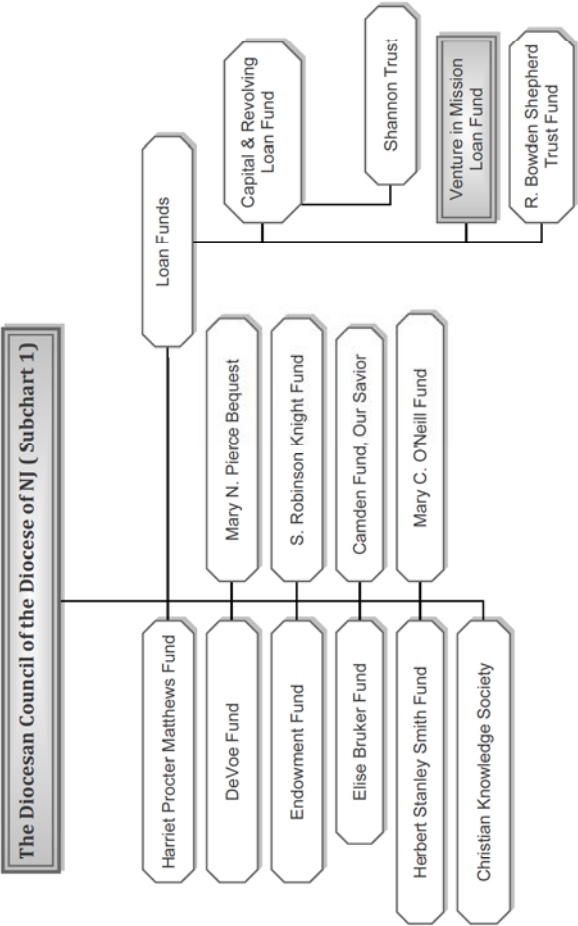 The Diocesan Council of the Diocese of NJ ( Subchart 1)
Harriet Procter Matthews Fund
Loan Funds
DeVoe Fund
Mary N. Pierce Bequest
Capital & Revolving
Loan Fund
Endowment Fund
S. Robinson Knight Fund
Elise Bruker Fund
Camden Fund, Our Savior
Shannon Trust
Herbert Stanley Smith Fund
Mary C. O'Neill Fund
Venture in Mission
Loan Fund
Christian Knowledge Society
R. Bowden Shepherd
Trust Fund